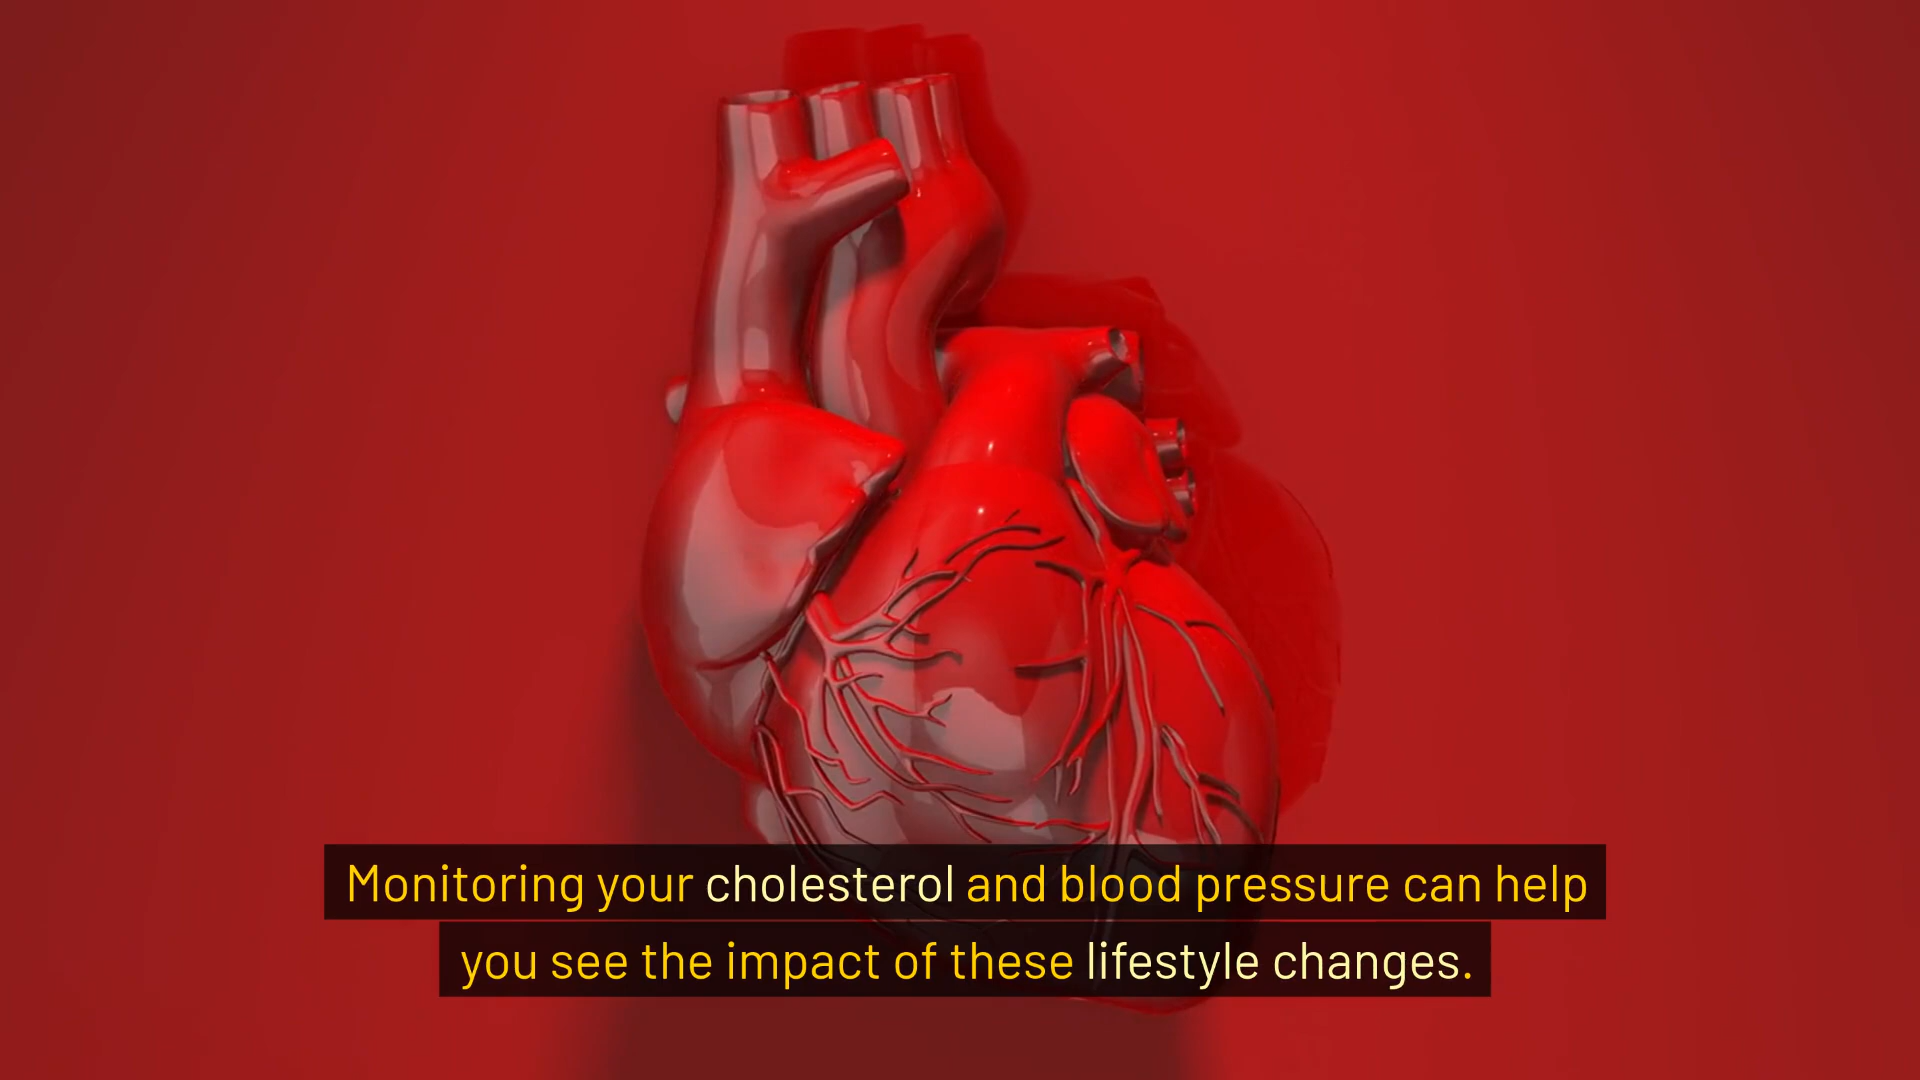 Monitoring your cholesterol and blood pressure can help
you see the impact of these lifestyle changes.